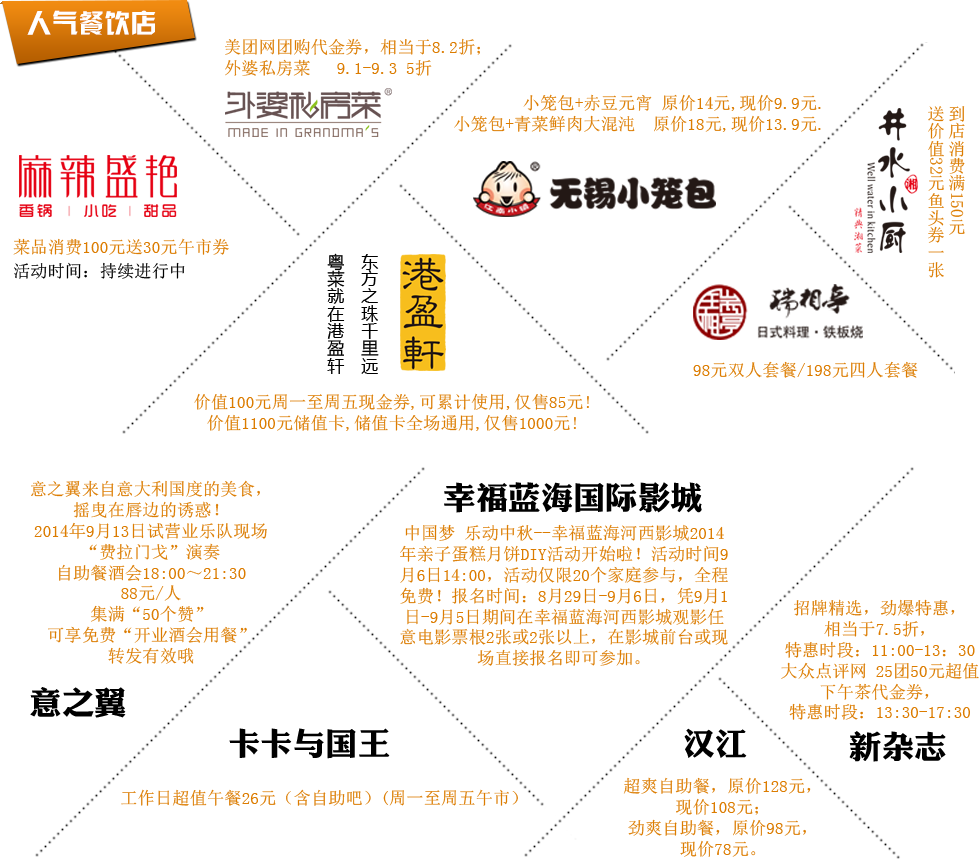 人气餐饮店
美团网团购代金券，相当于8.2折；
外婆私房菜 9.1-9.3 5折
外婆私房菜®
MADE IN GRANDMA'S
小笼包+赤豆元宵 原价14元,现价9.9元.
小笼包+青菜鲜肉大混沌 原价18元,现价13.9元.
江南小镇
®
无锡小笼包
到店消费满150元
送价值32元鱼头券一张
井水小厨
湘
Well water in kitchen
精典湘菜
麻辣盛艳
香锅 | 小吃 | 甜品
菜品消费100元送30元午市券
活动时间：持续进行中
东方之珠千里远
粤菜就在港盈轩
港盈軒
价值100元周一至周五现金券,可累计使用,仅售85元!
价值1100元储值卡,储值卡全场通用,仅售1000元!
瑞相亭
日式料理·铁板烧
98元双人套餐/198元四人套餐
意之翼来自意大利国度的美食，
摇曳在唇边的诱惑！
2014年9月13日试营业乐队现场
“费拉门戈”演奏
自助餐酒会18:00～21:30
88元/人
集满“50个赞”
可享免费“开业酒会用餐”
转发有效哦
意之翼
幸福蓝海国际影城
中国梦 乐动中秋--幸福蓝海河西影城2014
年亲子蛋糕月饼DIY活动开始啦！活动时间9
月6日14:00，活动仅限20个家庭参与，全程
免费！报名时间：8月29日-9月6日，凭9月1
日-9月5日期间在幸福蓝海河西影城观影任
意电影票根2张或2张以上，在影城前台或现
场直接报名即可参加。
卡卡与国王
工作日超值午餐26元（含自助吧）(周一至周五午市）
汉江
超爽自助餐，原价128元，
现价108元；
劲爽自助餐，原价98元，
现价78元。
招牌精选，劲爆特惠，
相当于7.5折，
特惠时段：11:00-13：30
大众点评网 25团50元超值
下午茶代金券，
特惠时段：13:30-17:30
新杂志